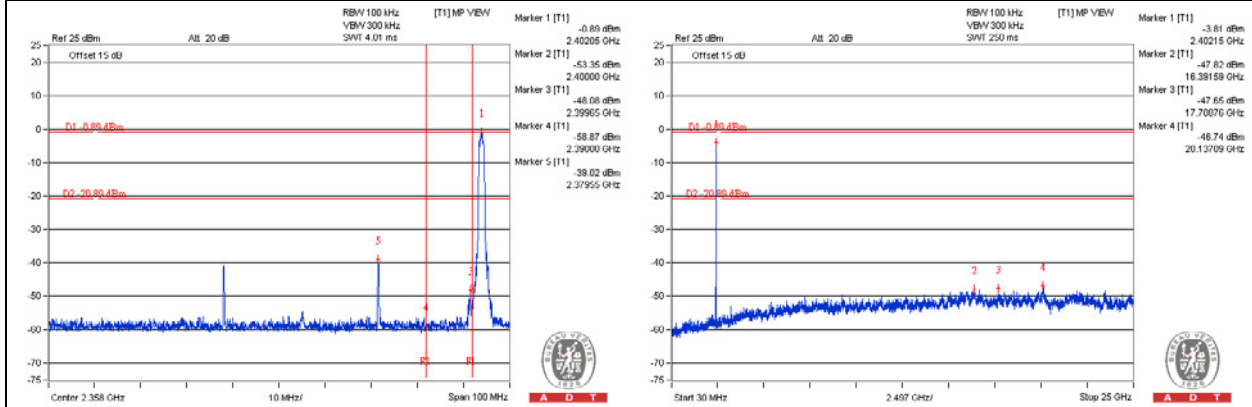 RBW 100 kHz
[T1] MP VIEW
VBW 300 kHz
Ref 25 dBm
Att 20 dB
SWT 4.01 ms
Offset 15 dB
Marker 1 [T1]
-0.89 dBm
2.40205 GHz
Marker 2 [T1]
-53.35 dBm
2.40000 GHz
Marker 3 [T1]
-48.08 dBm
2.39965 GHz
Marker 4 [T1]
-58.87 dBm
2.39000 GHz
Marker 5 [T1]
-39.02 dBm
2.37955 GHz
25
20
10
0
-10
-20
-30
-40
-50
-60
-70
-75
D1 -0.89 dBm
D2 -20.89 dBm
1
5
3
4
Center 2.358 GHz
10 MHz/
Span 100 MHz
BUREAU VERITAS
1828
A D T
RBW 100 kHz
[T1] MP VIEW
VBW 300 kHz
Ref 25 dBm
Att 20 dB
SWT 250 ms
Offset 15 dB
Marker 1 [T1]
-3.81 dBm
2.40215 GHz
Marker 2 [T1]
-47.82 dBm
16.39159 GHz
Marker 3 [T1]
-47.65 dBm
17.70076 GHz
Marker 4 [T1]
-46.74 dBm
20.13709 GHz
25
20
10
0
-10
-20
-30
-40
-50
-60
-70
-75
D1 -0.89 dBm
D2 -20.89 dBm
1
2
3
4
Start 30 MHz
2.497 GHz/
Stop 25 GHz
BUREAU VERITAS
1828
A D T